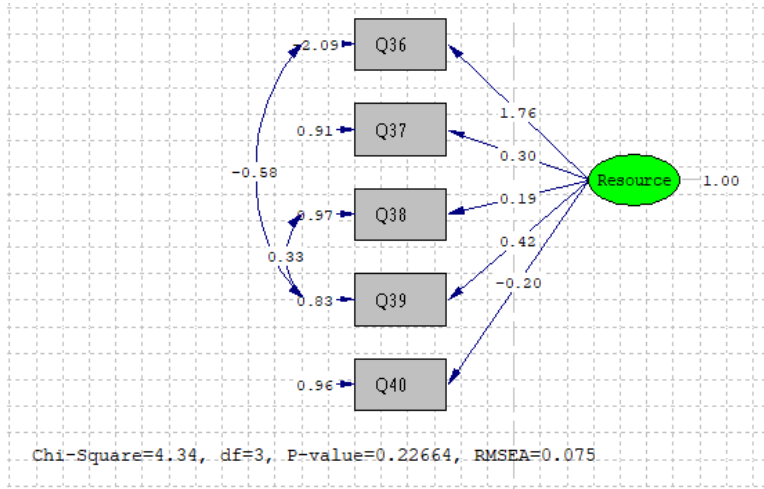 -2.09 Q36
1.76
0.91 Q37
0.30
-0.58
Resource 1.00
0.19
0.97 Q38
0.42
0.33
-0.20
0.83 Q39
0.96 Q40
Chi-Square=4.34, df=3, P-value=0.22664, RMSEA=0.075